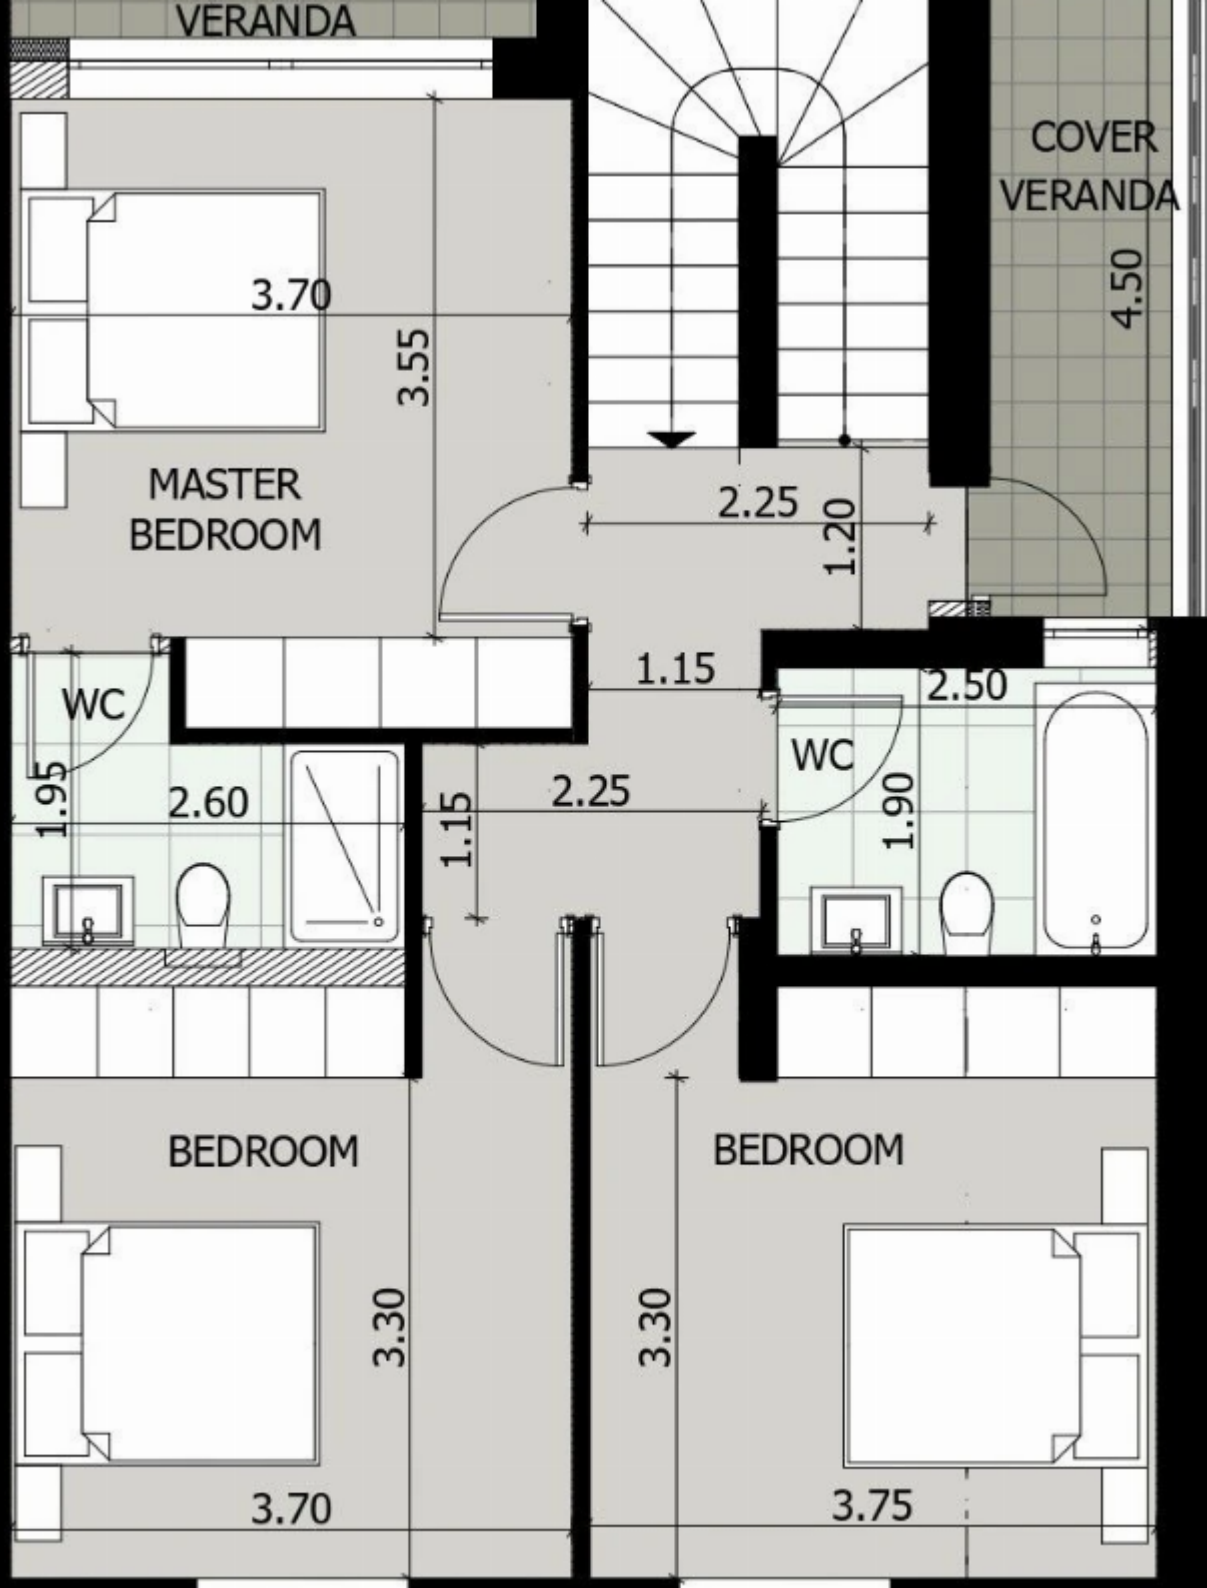 VERANDA
COVER
VERANDA
4.50
3.70
3.55
MASTER
BEDROOM
2.25
1.20
1.15
WC
2.50
WC
1.95
2.60
2.25
1.15
1.90
BEDROOM
BEDROOM
3.30
3.30
3.70
3.75